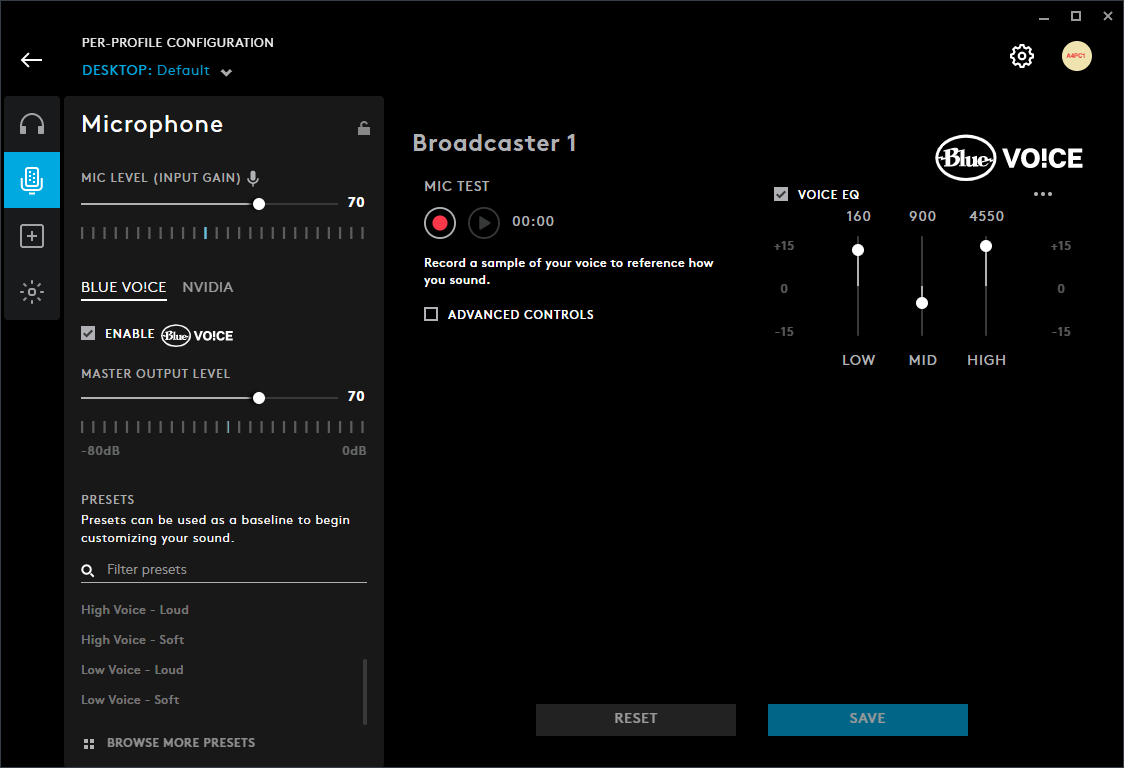 PER-PROFILE CONFIGURATION
DESKTOP: Default
A4PC1
Microphone
MIC LEVEL (INPUT GAIN)
70
BLUE VO!CE NVIDIA
ENABLE Blue VO!CE
MASTER OUTPUT LEVEL
70
-80dB 0dB
PRESETS
Presets can be used as a baseline to begin
customizing your sound.
Filter presets
High Voice - Loud
High Voice - Soft
Low Voice - Loud
Low Voice - Soft
BROWSE MORE PRESETS
Broadcaster 1
Blue VO!CE
MIC TEST
00:00
Record a sample of your voice to reference how
you sound.
ADVANCED CONTROLS
VOICE EQ
160 900 4550
+15 +15
0 0
-15 -15
LOW MID HIGH
RESET SAVE